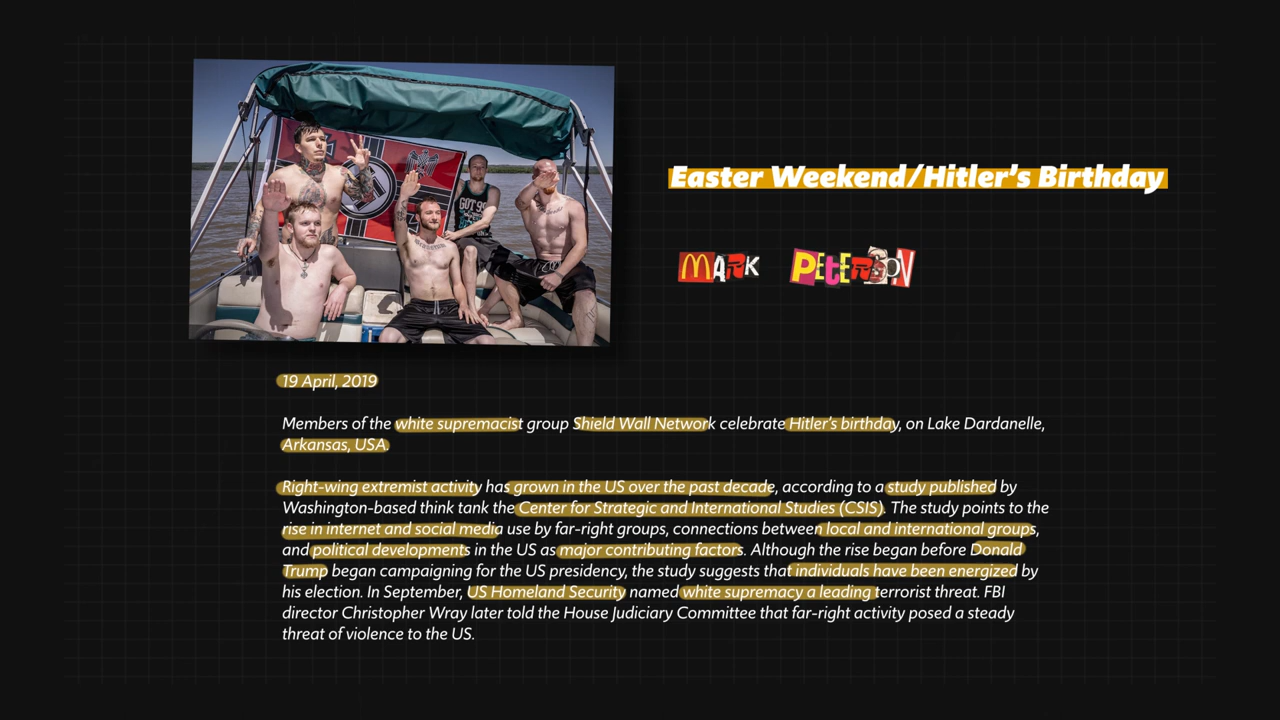 Easter Weekend/Hitler's Birthday
MARK PETERSON
19 April, 2019
Members of the white supremacist group Shield Wall Network celebrate Hitler's birthday, on Lake Dardanelle,
Arkansas, USA.
Right-wing extremist activity has grown in the US over the past decade, according to a study published by
Washington-based think tank the Center for Strategic and International Studies (CSIS). The study points to the
rise in internet and social media use by far-right groups, connections between local and international groups,
and political developments in the US as major contributing factors. Although the rise began before Donald
Trump began campaigning for the US presidency, the study suggests that individuals have been energized by
his election. In September, US Homeland Security named white supremacy a leading terrorist threat. FBI
director Christopher Wray later told the House Judiciary Committee that far-right activity posed a steady
threat of violence to the US.